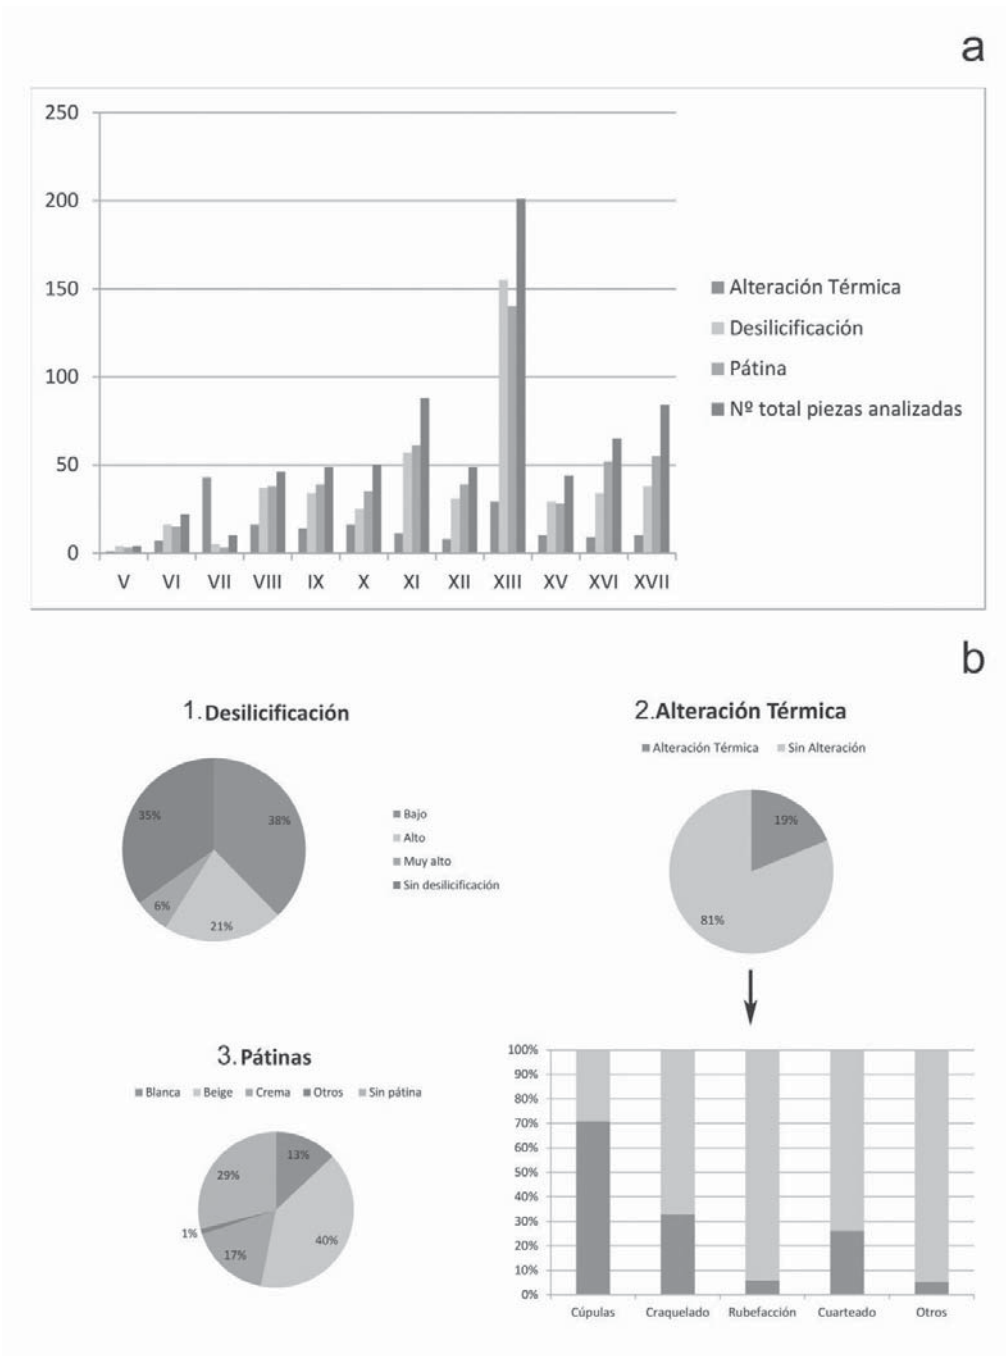 a
250
200
150
100
50
0
V VI VII VIII IX X XI XII XIII XV XVI XVII
Alteración Térmica
Desilicificación
Pátina
Nº total piezas analizadas
b
1. Desilicificación
35%
38%
6%
21%
Bajo
Alto
Muy alto
Sin desilicificación
2. Alteración Térmica
Alteración Térmica Sin Alteración
19%
81%
3. Pátinas
Blanca Beige Crema Otros Sin pátina
13%
29%
1%
40%
17%
100%
90%
80%
70%
60%
50%
40%
30%
20%
10%
0%
Cúpulas Craquelado Rubefacción Cuarteado Otros